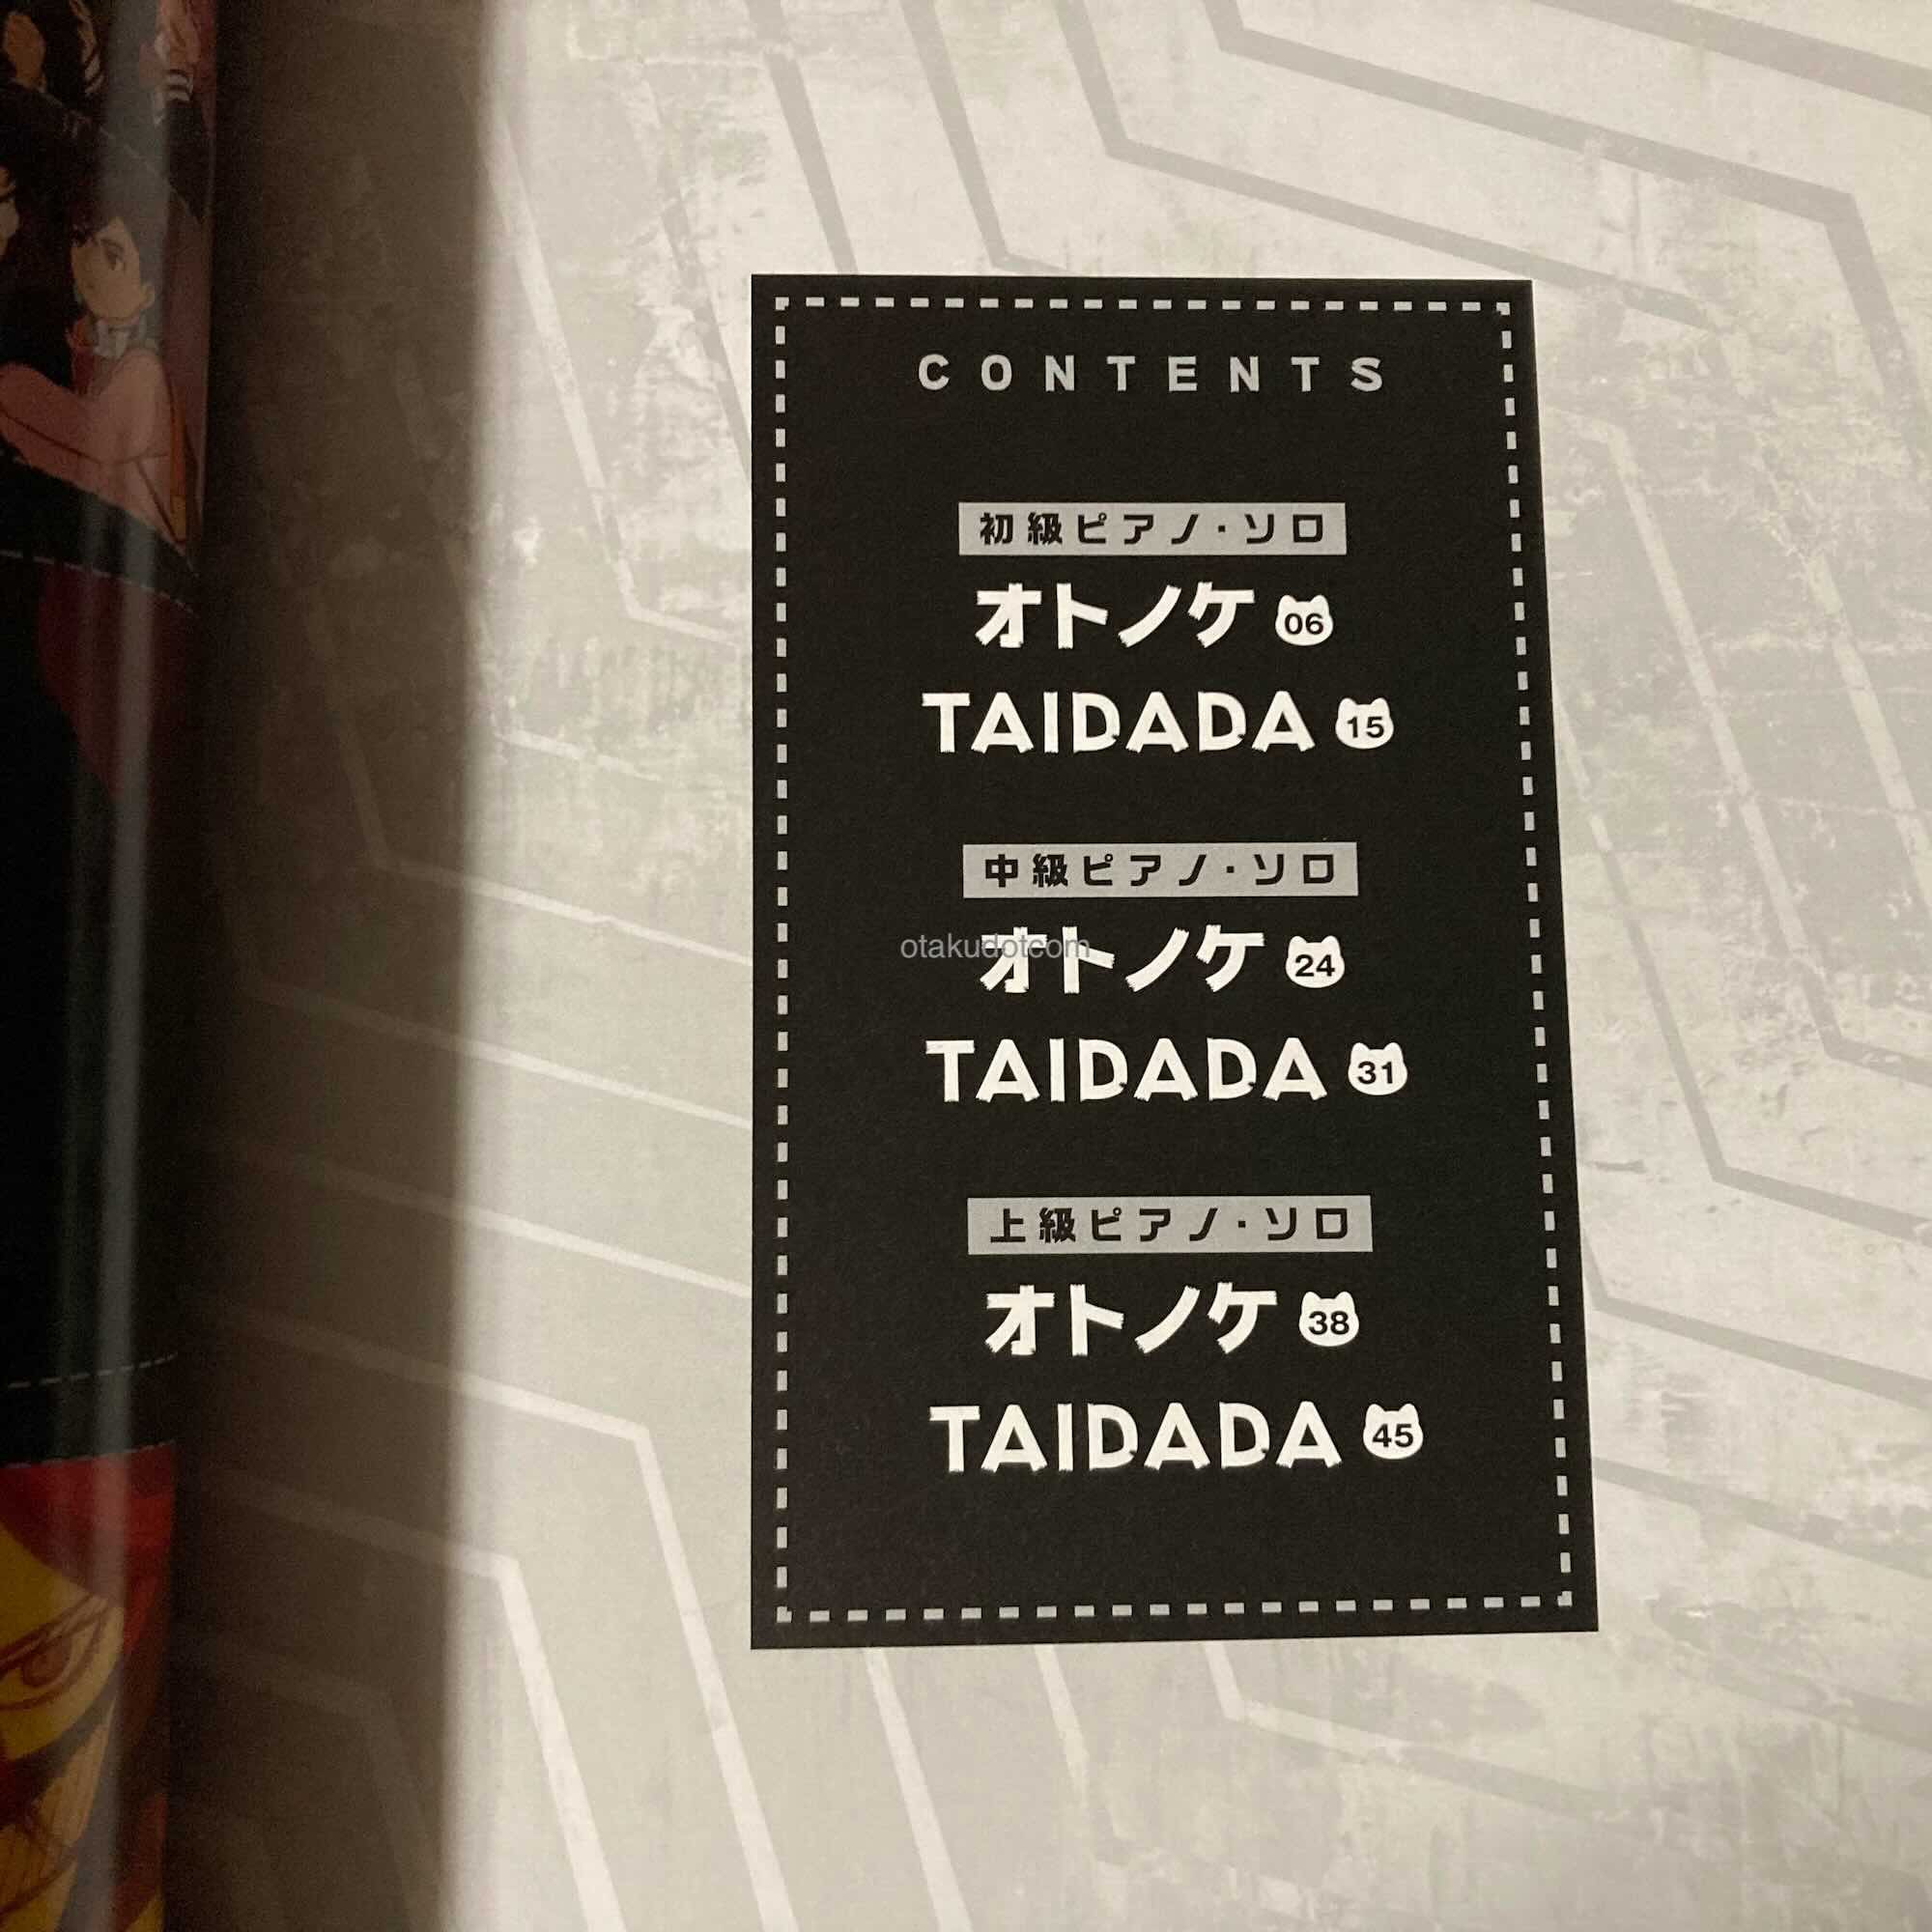 CONTENTS
初級ピアノ・ソロ
オトノケ 06
TAIDADA 15
中級ピアノ・ソロ
オトノケ 24
otakudotcom
TAIDADA 31
上級ピアノ・ソロ
オトノケ 38
TAIDADA 45